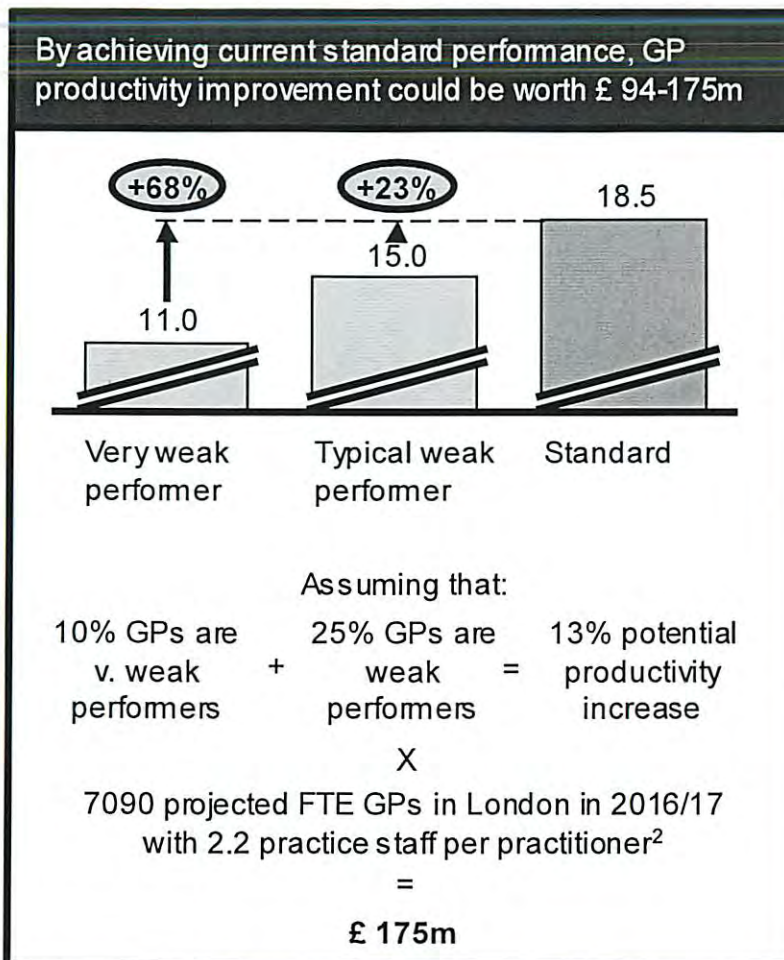 By achieving current standard performance, GP
productivity improvement could be worth £ 94-175m
+68%
+23%
18.5
15.0
11.0
Very weak
performer
Typical weak
performer
Standard
Assuming that:
10% GPs are
v. weak
performers
+
25% GPs are
weak
performers
=
13% potential
productivity
increase
X
7090 projected FTE GPs in London in 2016/17
with 2.2 practice staff per practitioner²
=
£ 175m